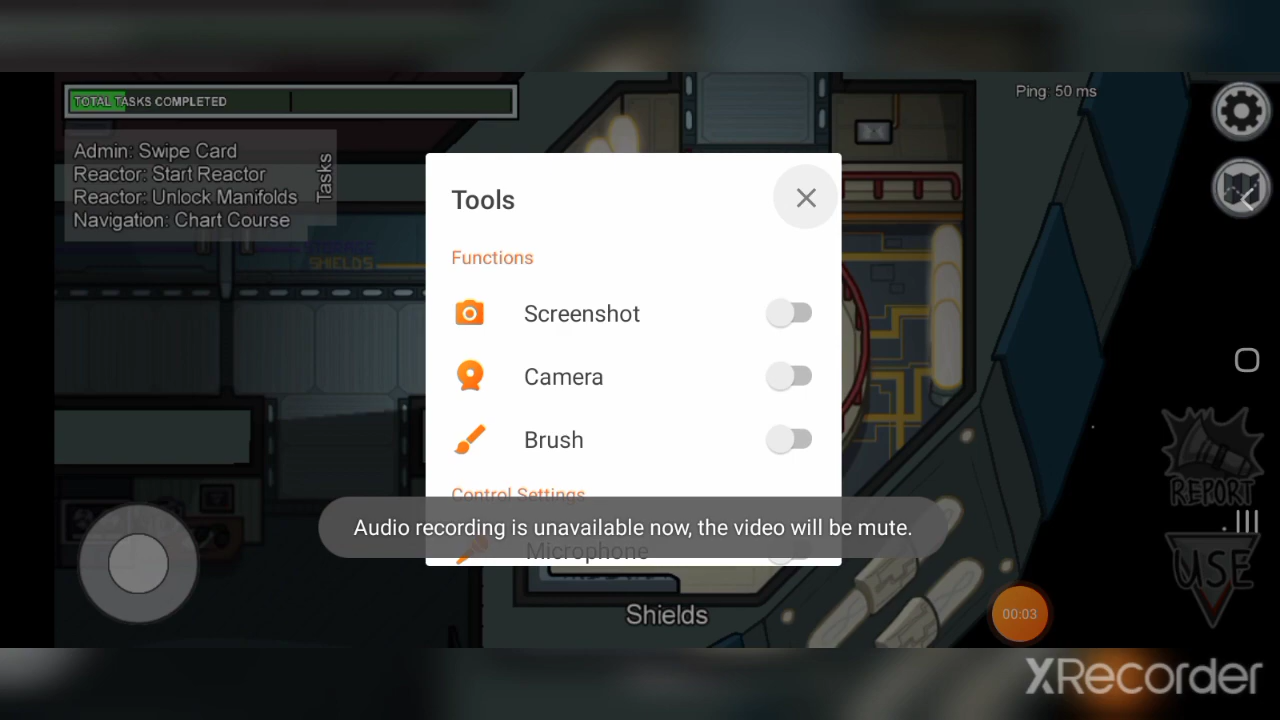 TOTAL TASKS COMPLETED
Ping: 50 ms
Admin: Swipe Card
Reactor: Start Reactor
Reactor: Unlock Manifolds
Navigation: Chart Course
Tasks
STORAGE
SHIELDS
Tools
Functions
Screenshot
Camera
Brush
Control Settings
Audio recording is unavailable now, the video will be mute.
Microphone
REPORT
USE
Shields
00:03
XRecorder